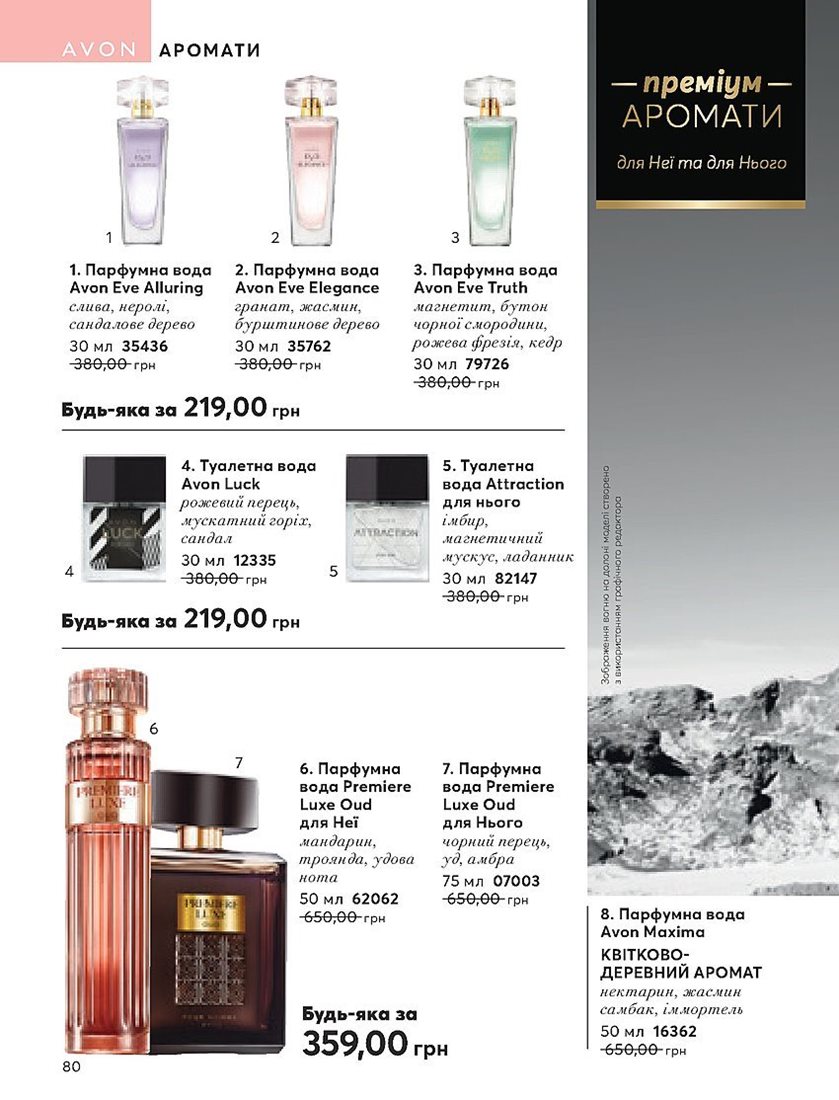 AVON АРОМАТИ
преміум
АРОМАТИ
для Неї та для Нього
1
2
3
1. Парфумна вода
Avon Eve Alluring
слива, неролі,
сандалове дерево
30 мл 35436
380,00 грн
2. Парфумна вода
Avon Eve Elegance
гранат, жасмин,
бурштинове дерево
30 мл 35762
380,00 грн
3. Парфумна вода
Avon Eve Truth
магнетит, бутон
чорної смородини,
рожева фрезія, кедр
30 мл 79726
380,00 грн
Будь-яка за 219,00 грн
LUCK
4
4. Туалетна вода
Avon Luck
рожевий перець,
мускатний горіх,
сандал
30 мл 12335
380,00 грн
ATTRACTION
5
5. Туалетна
вода Attraction
для нього
імбир,
магнетичний
мускус, ладанник
30 мл 82147
380,00 грн
Будь-яка за 219,00 грн
Зображення вогню на долоні моделі створено
з використанням графічного редактора
6
7
PREMIERE
LUXE
OUD
PREMIERE
LUXE
OUD
6. Парфумна
вода Premiere
Luxe Oud
для Неї
мандарин,
троянда, удова
нота
50 мл 62062
650,00 грн
7. Парфумна
вода Premiere
Luxe Oud
для Нього
чорний перець,
уд, амбра
75 мл 07003
650,00 грн
Будь-яка за
359,00 грн
8. Парфумна вода
Avon Maxima
КВІТКОВО-
ДЕРЕВНИЙ АРОМАТ
нектарин, жасмин
самбак, іммортель
50 мл 16362
650,00 грн
80